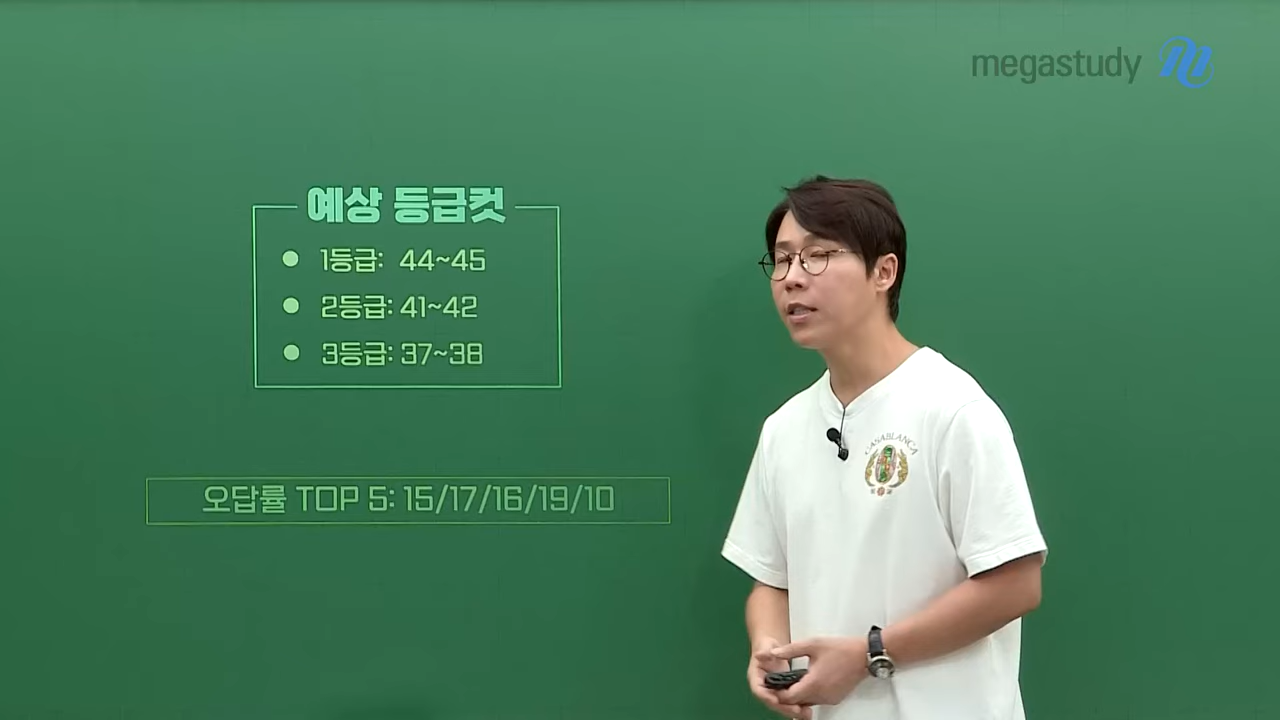 megastudy
예상 등급컷
1등급: 44~45
2등급: 41~42
3등급: 37~38
오답률 TOP 5: 15/17/16/19/10
CASABLANCA